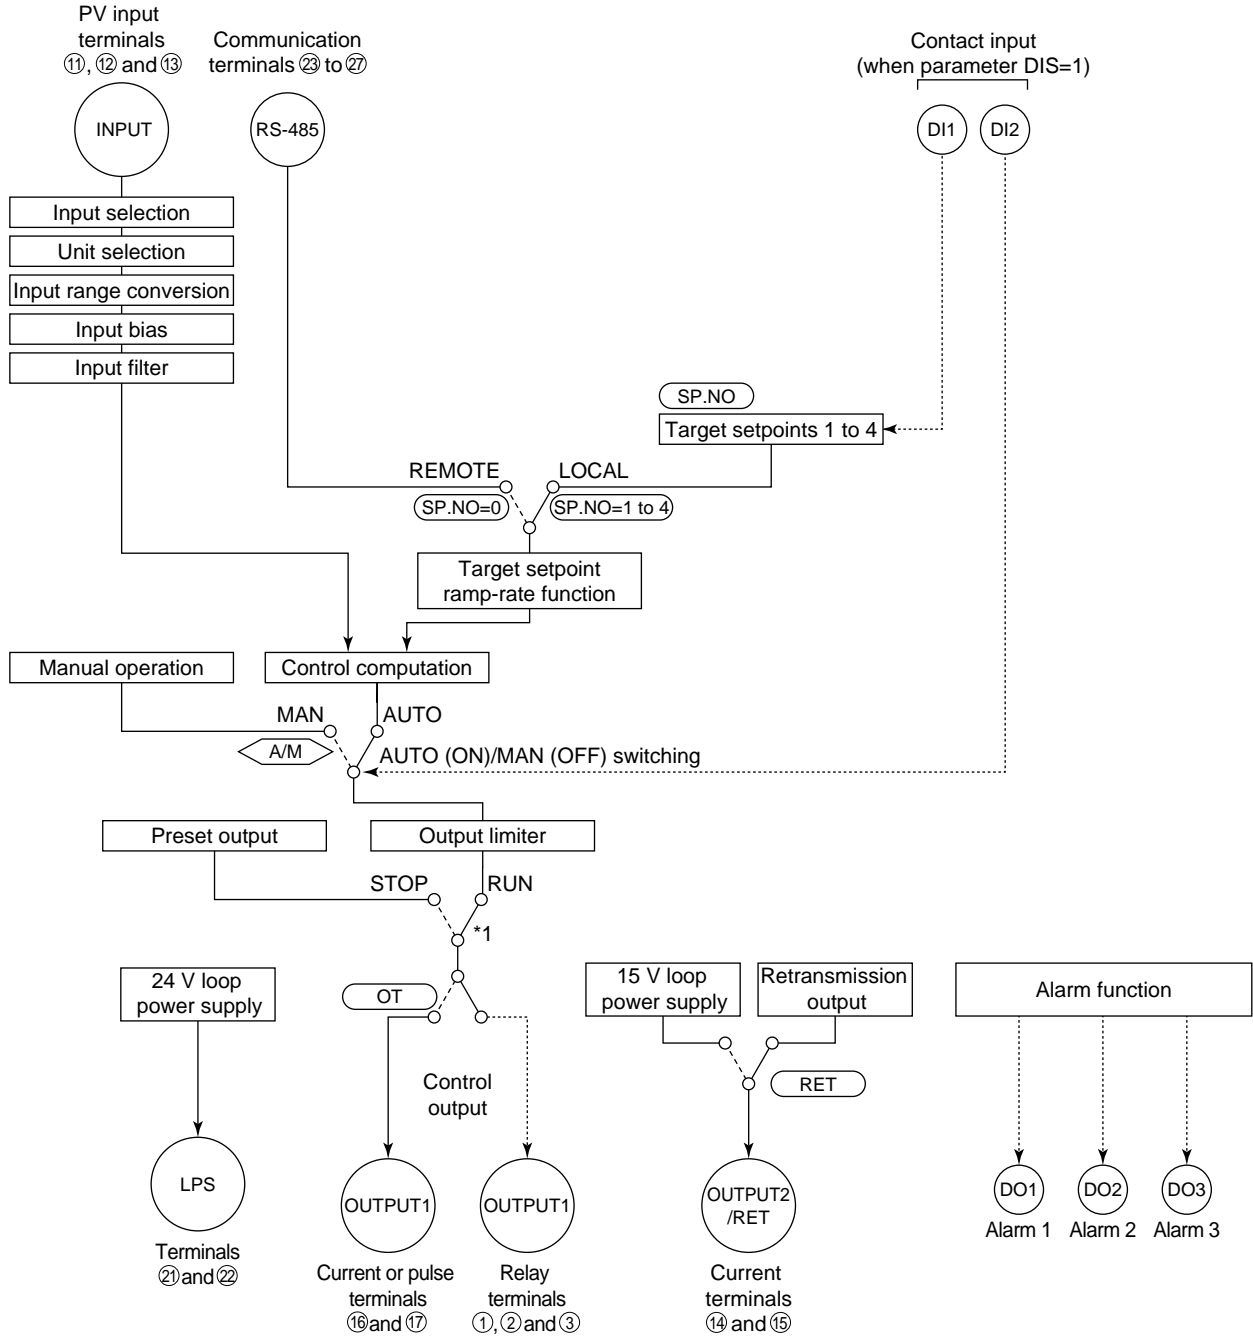 PV input
terminals
⑪, ⑫ and ⑬
Communication
terminals ㉓ to ㉗
Contact input
(when parameter DIS=1)
INPUT
RS-485
DI1
DI2
Input selection
Unit selection
Input range conversion
Input bias
Input filter
SP.NO
Target setpoints 1 to 4
REMOTE
LOCAL
SP.NO=0
SP.NO=1 to 4
Target setpoint
ramp-rate function
Manual operation
Control computation
MAN
AUTO
A/M
AUTO (ON)/MAN (OFF) switching
Preset output
Output limiter
STOP
RUN
*1
24 V loop
power supply
OT
15 V loop
power supply
Retransmission
output
Alarm function
RET
Control
output
LPS
OUTPUT1
OUTPUT1
OUTPUT2
/RET
DO1
DO2
DO3
Alarm 1
Alarm 2
Alarm 3
Terminals
㉑ and ㉒
Current or pulse
terminals
⑯ and ⑰
Relay
terminals
①, ② and ③
Current
terminals
⑭ and ⑮